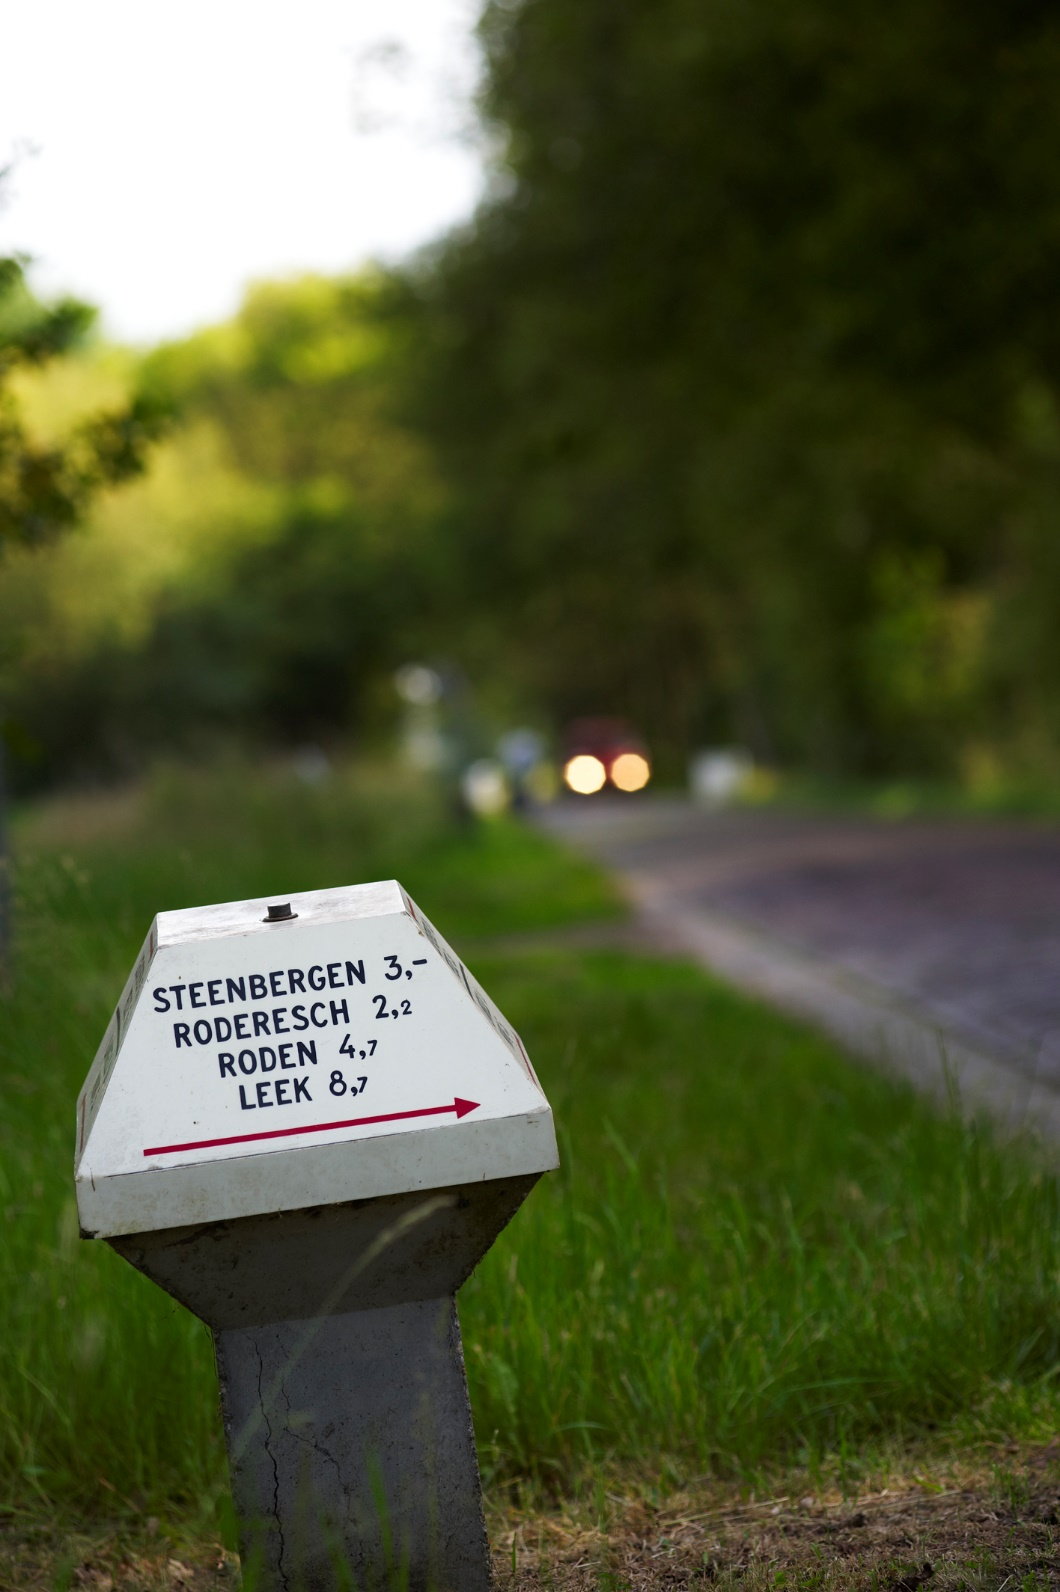 STEENBERGEN 3,-
RODERESCH 2,2
RODEN 4,7
LEEK 8,7